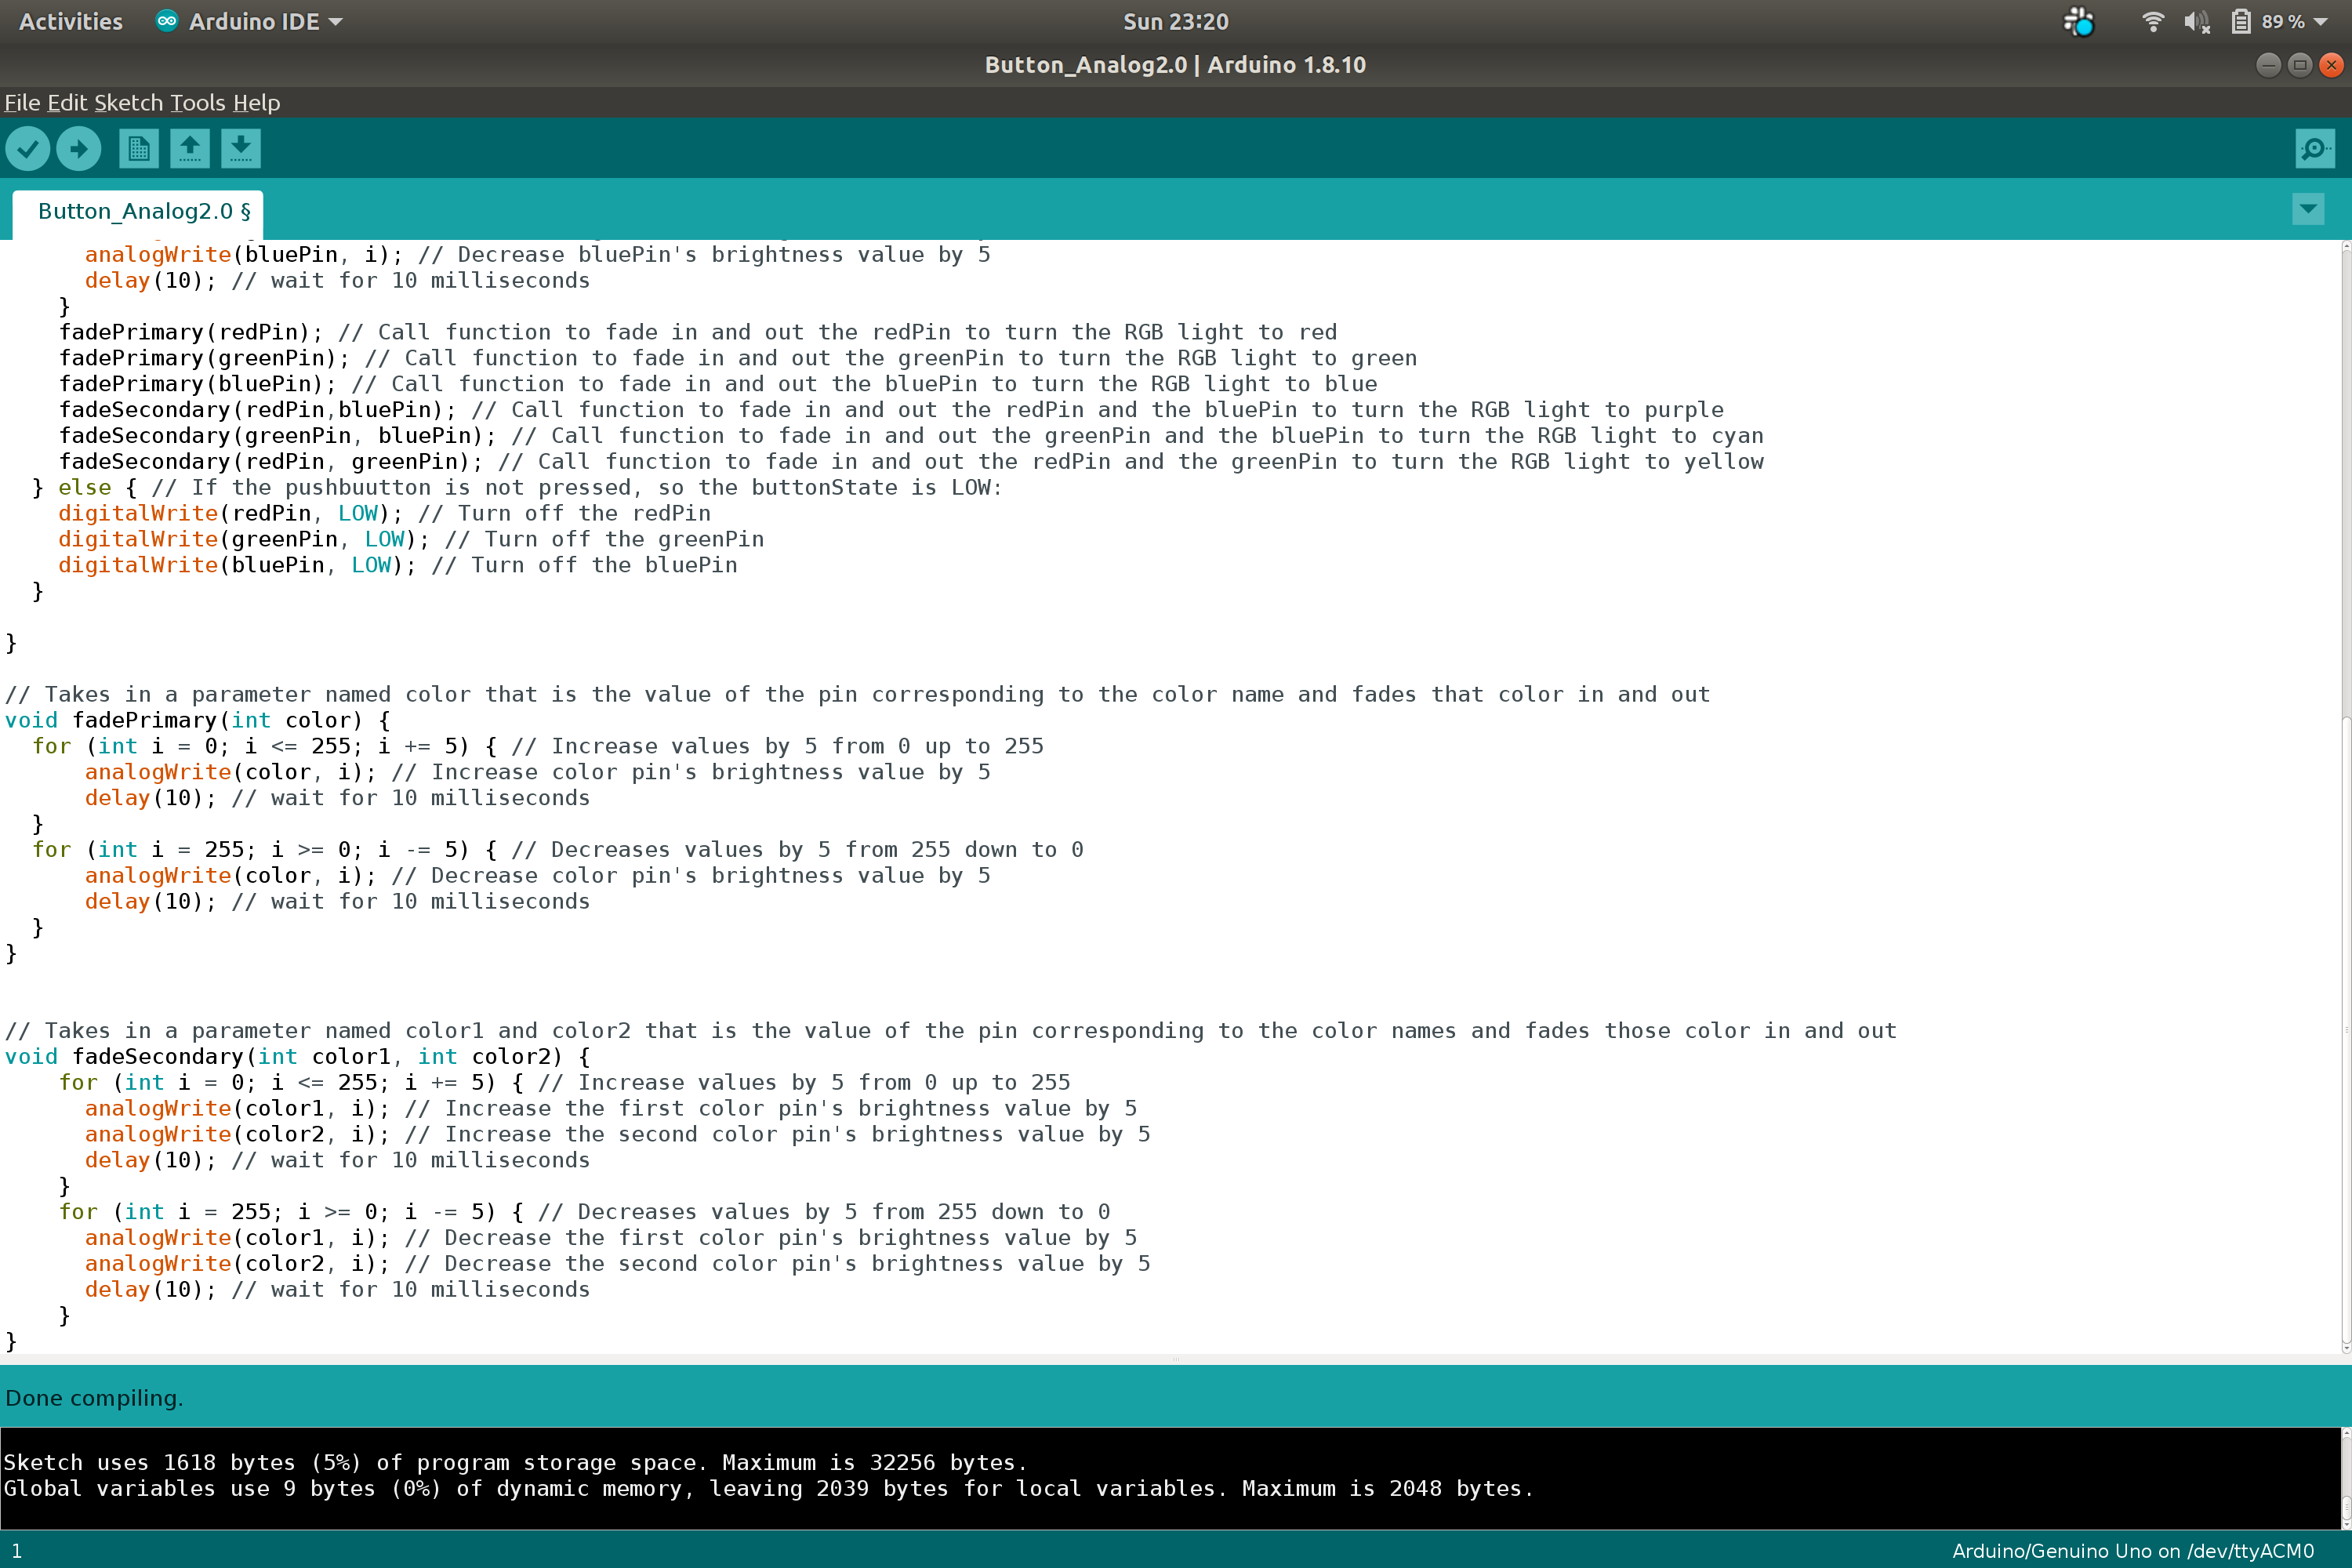 Activities Arduino IDE Sun 23:20 89 %
Button_Analog2.0 | Arduino 1.8.10
File Edit Sketch Tools Help
Button_Analog2.0 §
analogWrite(bluePin, i); // Decrease bluePin's brightness value by 5
delay(10); // wait for 10 milliseconds
}
fadePrimary(redPin); // Call function to fade in and out the redPin to turn the RGB light to red
fadePrimary(greenPin); // Call function to fade in and out the greenPin to turn the RGB light to green
fadePrimary(bluePin); // Call function to fade in and out the bluePin to turn the RGB light to blue
fadeSecondary(redPin,bluePin); // Call function to fade in and out the redPin and the bluePin to turn the RGB light to purple
fadeSecondary(greenPin, bluePin); // Call function to fade in and out the greenPin and the bluePin to turn the RGB light to cyan
fadeSecondary(redPin, greenPin); // Call function to fade in and out the redPin and the greenPin to turn the RGB light to yellow
} else { // If the pushbuutton is not pressed, so the buttonState is LOW:
digitalWrite(redPin, LOW); // Turn off the redPin
digitalWrite(greenPin, LOW); // Turn off the greenPin
digitalWrite(bluePin, LOW); // Turn off the bluePin
}
}
// Takes in a parameter named color that is the value of the pin corresponding to the color name and fades that color in and out
void fadePrimary(int color) {
for (int i = 0; i <= 255; i += 5) { // Increase values by 5 from 0 up to 255
analogWrite(color, i); // Increase color pin's brightness value by 5
delay(10); // wait for 10 milliseconds
}
for (int i = 255; i >= 0; i -= 5) { // Decreases values by 5 from 255 down to 0
analogWrite(color, i); // Decrease color pin's brightness value by 5
delay(10); // wait for 10 milliseconds
}
}
// Takes in a parameter named color1 and color2 that is the value of the pin corresponding to the color names and fades those color in and out
void fadeSecondary(int color1, int color2) {
for (int i = 0; i <= 255; i += 5) { // Increase values by 5 from 0 up to 255
analogWrite(color1, i); // Increase the first color pin's brightness value by 5
analogWrite(color2, i); // Increase the second color pin's brightness value by 5
delay(10); // wait for 10 milliseconds
}
for (int i = 255; i >= 0; i -= 5) { // Decreases values by 5 from 255 down to 0
analogWrite(color1, i); // Decrease the first color pin's brightness value by 5
analogWrite(color2, i); // Decrease the second color pin's brightness value by 5
delay(10); // wait for 10 milliseconds
}
}
Done compiling.
Sketch uses 1618 bytes (5%) of program storage space. Maximum is 32256 bytes.
Global variables use 9 bytes (0%) of dynamic memory, leaving 2039 bytes for local variables. Maximum is 2048 bytes.
1 Arduino/Genuino Uno on /dev/ttyACM0